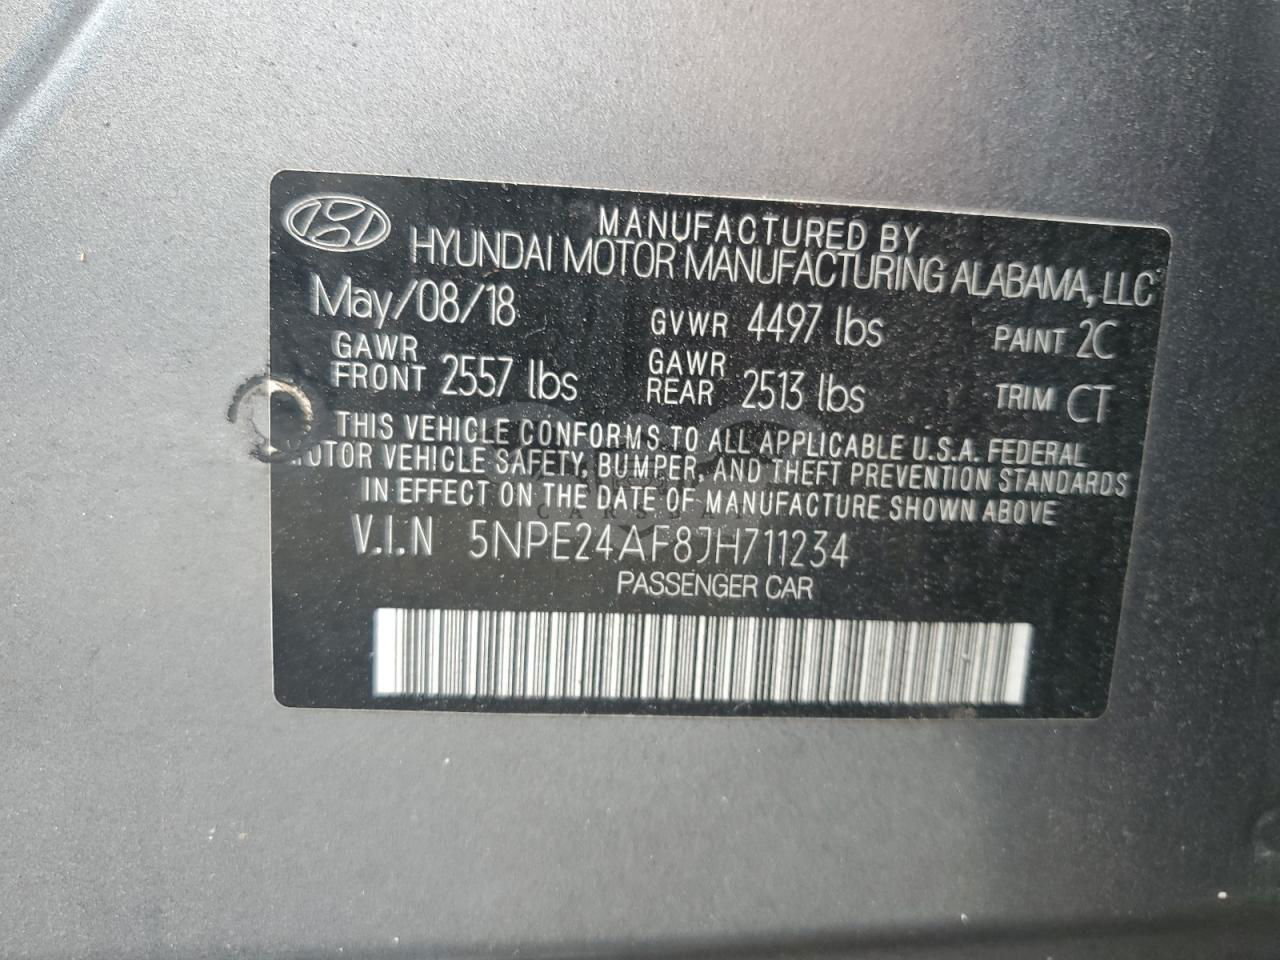 MANUFACTURED BY
HYUNDAI MOTOR MANUFACTURING ALABAMA, LLC
May/08/18 GVWR 4497 lbs PAINT 2C
GAWR FRONT 2557 lbs GAWR REAR 2513 lbs TRIM CT
THIS VEHICLE CONFORMS TO ALL APPLICABLE U.S.A. FEDERAL
MOTOR VEHICLE SAFETY, BUMPER, AND THEFT PREVENTION STANDARDS
IN EFFECT ON THE DATE OF MANUFACTURE SHOWN ABOVE
V.I.N 5NPE24AF8JH711234
PASSENGER CAR